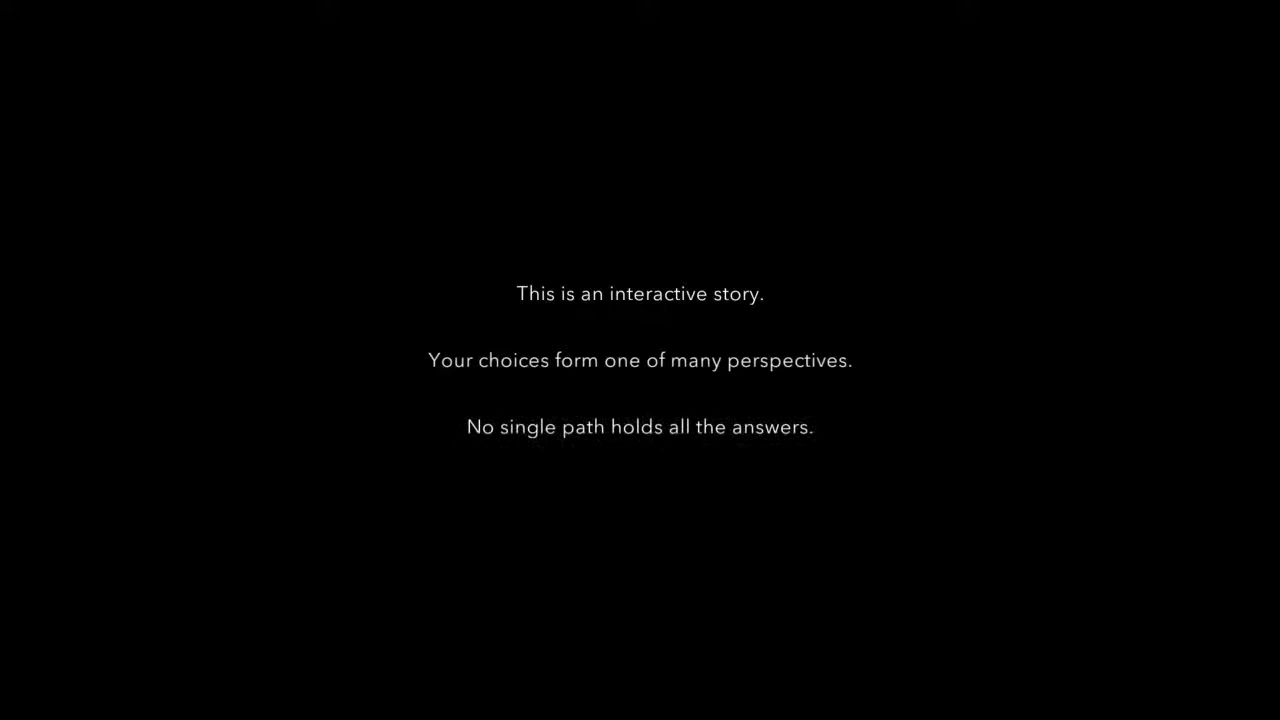 This is an interactive story.
Your choices form one of many perspectives.
No single path holds all the answers.